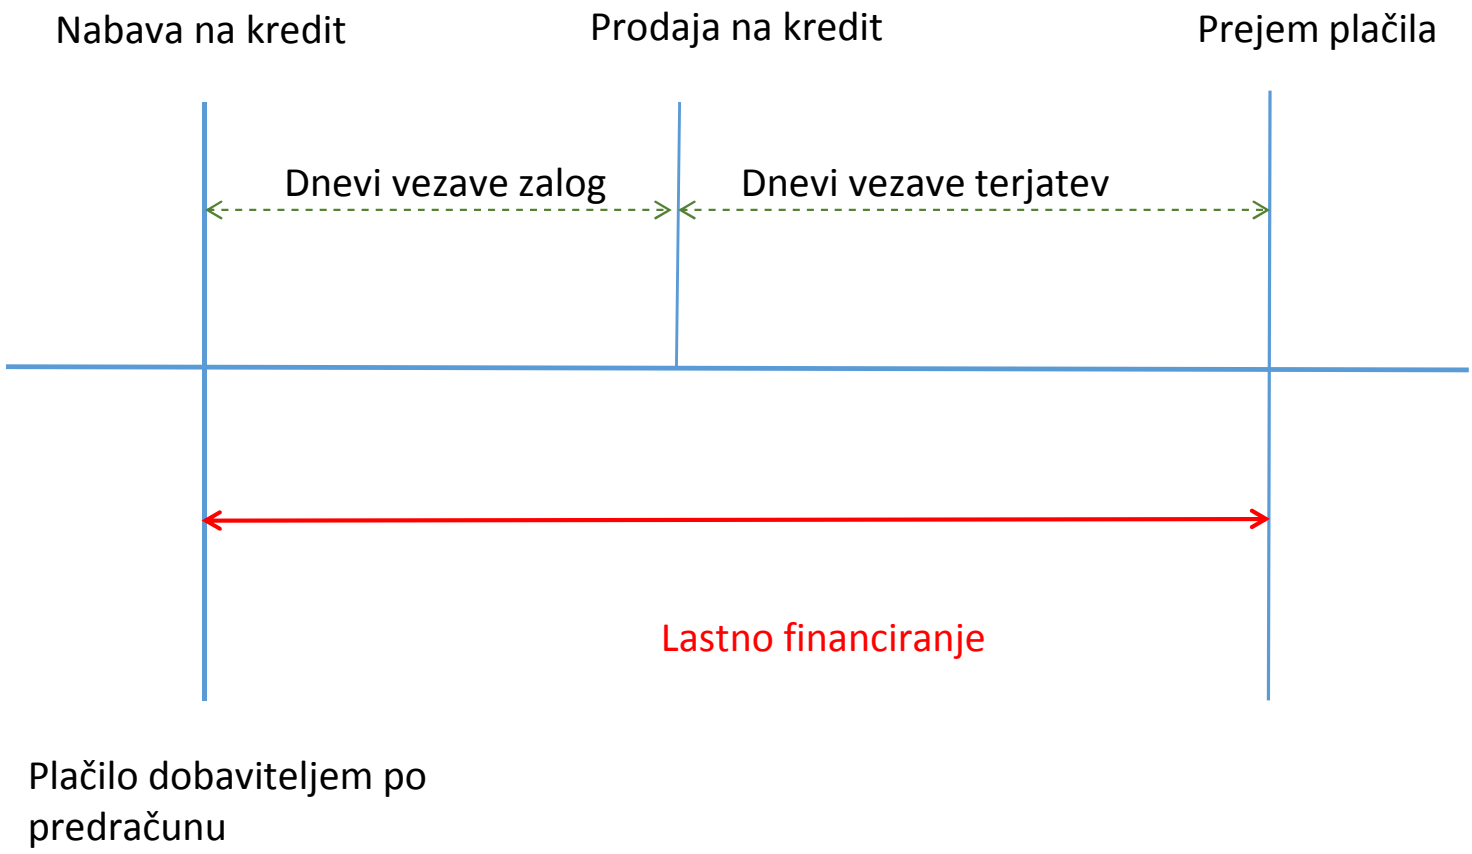 Nabava na kredit
Prodaja na kredit
Prejem plačila
Dnevi vezave zalog
Dnevi vezave terjatev
Lastno financiranje
Plačilo dobaviteljem po
predračunu